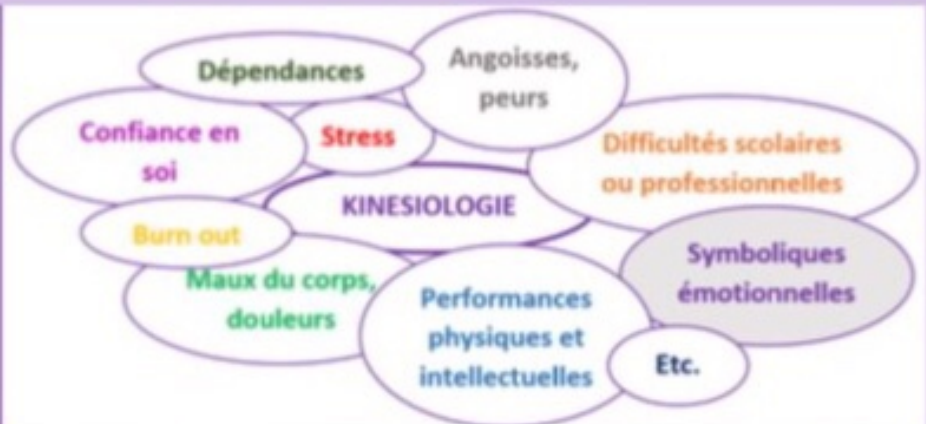 Dépendances
Angoisses,
peurs
Confiance en
soi
Stress
Difficultés scolaires
ou professionnelles
KINESIOLOGIE
Burn out
Symboliques
émotionnelles
Maux du corps,
douleurs
Performances
physiques et
intellectuelles
Etc.